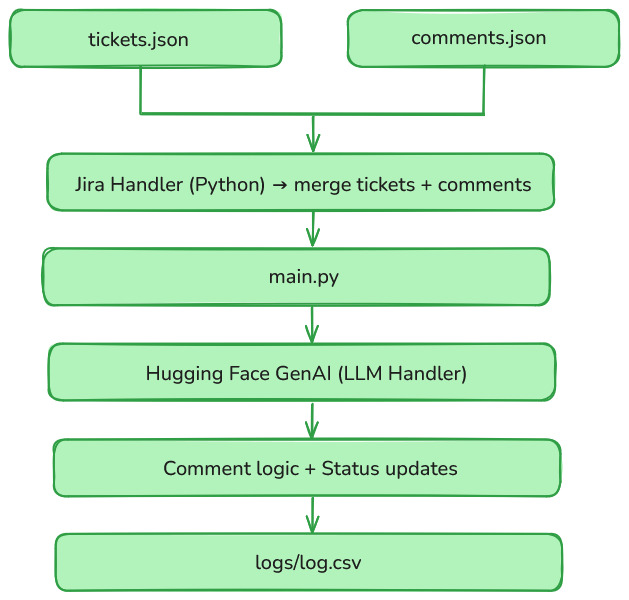 tickets.json
comments.json
Jira Handler (Python) → merge tickets + comments
main.py
Hugging Face GenAI (LLM Handler)
Comment logic + Status updates
logs/log.csv